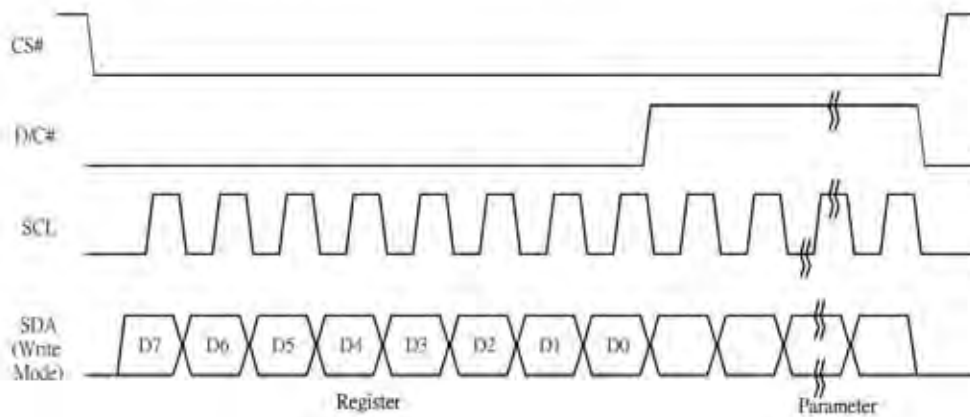 CS#
D/C#
SCL
SDA
(Write
Mode)
D7 D6 D5 D4 D3 D2 D1 D0
Register Parameter